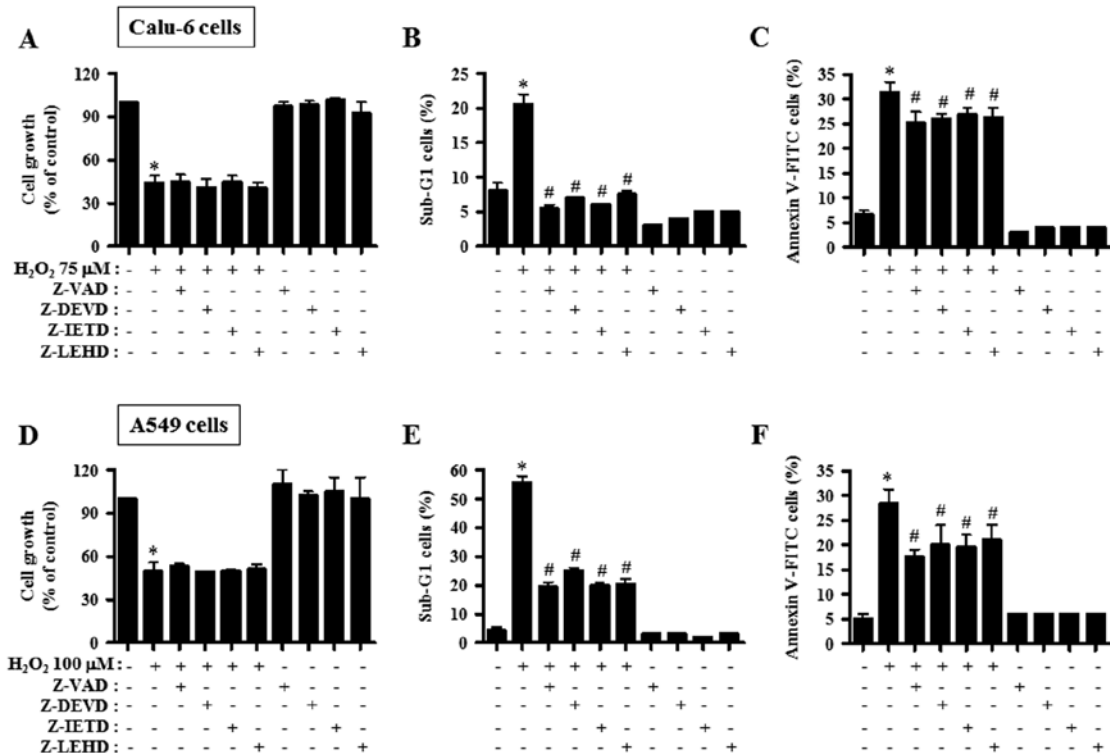 Calu-6 cells
A
Cell growth
(% of control)
120
90
60
30
0
*
B
Sub-G1 cells (%)
25
20
15
10
5
0
*
# # # #
C
Annexin V-FITC cells (%)
35
30
25
20
15
10
5
0
*
# # # #
H₂O₂ 75 μM : - + + + + + - - - - - + + + + + - - - - - + + + + + - - - -
Z-VAD : - - + - - - + - - - - - + - - - + - - - - - + - - - + - - -
Z-DEVD : - - - + - - - + - - - - - + - - - + - - - - - + - - - + - -
Z-IETD : - - - - + - - - + - - - - - + - - - + - - - - - + - - - + -
Z-LEHD : - - - - - + - - - + - - - - - + - - - + - - - - - + - - - +
A549 cells
D
Cell growth
(% of control)
120
90
60
30
0
*
E
Sub-G1 cells (%)
60
50
40
30
20
10
0
*
# # # #
F
Annexin V-FITC cells (%)
35
30
25
20
15
10
5
0
*
# # # #
H₂O₂ 100 μM : - + + + + + - - - - - + + + + + - - - - - + + + + + - - - -
Z-VAD : - - + - - - + - - - - - + - - - + - - - - - + - - - + - - -
Z-DEVD : - - - + - - - + - - - - - + - - - + - - - - - + - - - + - -
Z-IETD : - - - - + - - - + - - - - - + - - - + - - - - - + - - - + -
Z-LEHD : - - - - - + - - - + - - - - - + - - - + - - - - - + - - - +